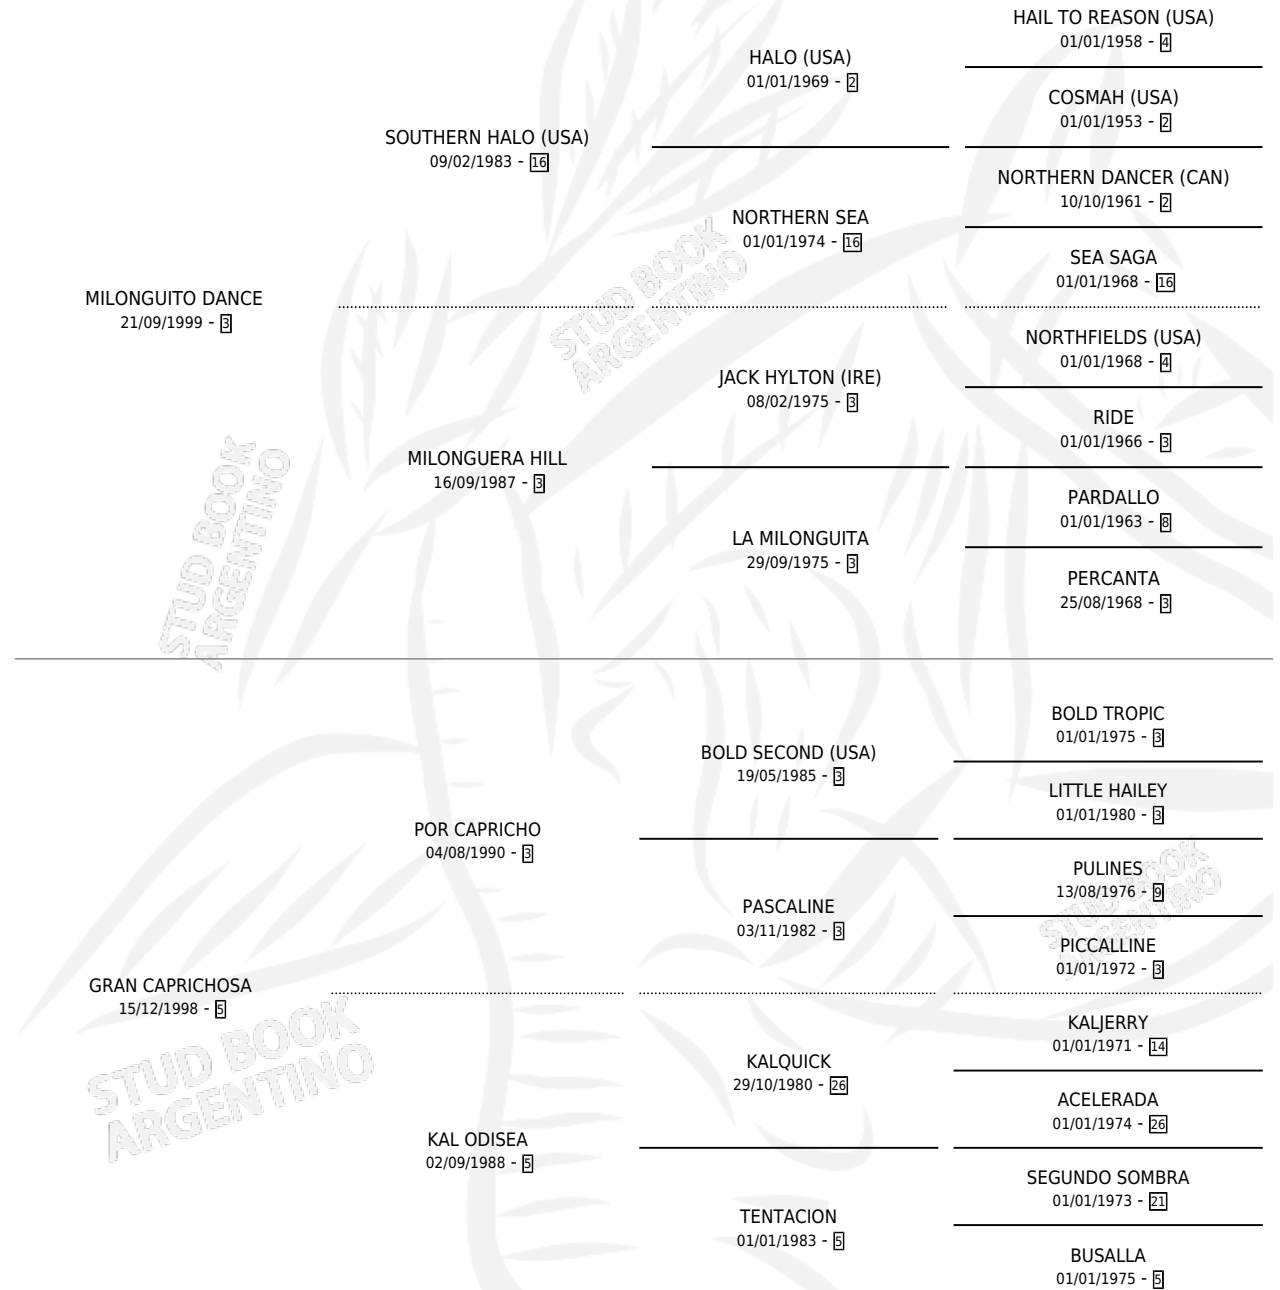 HAIL TO REASON (USA)
01/01/1958 - 4
HALO (USA)
01/01/1969 - 2
COSMAH (USA)
01/01/1953 - 2
SOUTHERN HALO (USA)
09/02/1983 - 16
NORTHERN DANCER (CAN)
10/10/1961 - 2
NORTHERN SEA
01/01/1974 - 16
SEA SAGA
01/01/1968 - 16
MILONGUITO DANCE
21/09/1999 - 3
STUD BOOK
ARGENTINO
NORTHFIELDS (USA)
01/01/1968 - 4
JACK HYLTON (IRE)
08/02/1975 - 3
RIDE
01/01/1966 - 3
MILONGUERA HILL
16/09/1987 - 3
PARDALLO
01/01/1963 - 8
LA MILONGUITA
29/09/1975 - 3
PERCANTA
25/08/1968 - 3
STUD BOOK
ARGENTINO
BOLD TROPIC
01/01/1975 - 3
BOLD SECOND (USA)
19/05/1985 - 3
LITTLE HAILEY
01/01/1980 - 3
POR CAPRICHO
04/08/1990 - 3
PULINES
13/08/1976 - 9
PASCALINE
03/11/1982 - 3
STUD BOOK
ARGENTINO
PICCALLINE
01/01/1972 - 3
GRAN CAPRICHOSA
15/12/1998 - 5
STUD BOOK
ARGENTINO
KALJERRY
01/01/1971 - 14
KALQUICK
29/10/1980 - 26
ACELERADA
01/01/1974 - 26
KAL ODISEA
02/09/1988 - 5
SEGUNDO SOMBRA
01/01/1973 - 21
TENTACION
01/01/1983 - 5
BUSALLA
01/01/1975 - 5